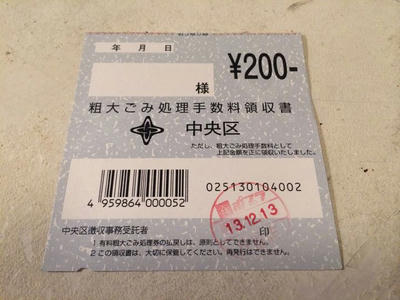 年 月 日
¥200-
様
粗大ごみ処理手数料領収書
中央区
ただし、粗大ごみ処理手数料として
上記金額を正に領収いたしました。
025130104002
4 959864 000052
13.12.13
中央区徴収事務受託者 印
1 有料粗大ごみ処理券の払戻しは、原則としてできません。
2 この領収書は、大切に保管してください。再発行はできません。